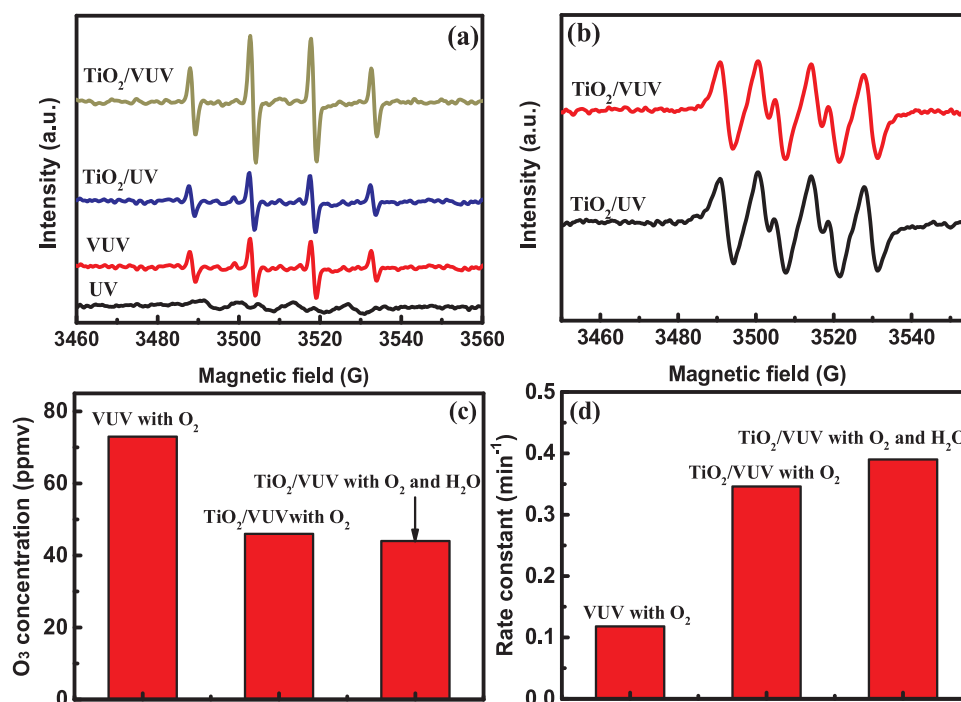 (a)
TiO2/VUV
TiO2/UV
VUV
UV
Intensity (a.u.)
3460 3480 3500 3520 3540 3560
Magnetic field (G)
(b)
TiO2/VUV
TiO2/UV
Intensity (a.u.)
3460 3480 3500 3520 3540
Magnetic field (G)
(c)
VUV with O2
TiO2/VUV with O2 and H2O
TiO2/VUV with O2
O3 concentration (ppmv)
80
60
40
20
0
(d)
TiO2/VUV with O2 and H2O
TiO2/VUV with O2
VUV with O2
Rate constant (min-1)
0.5
0.4
0.3
0.2
0.1
0